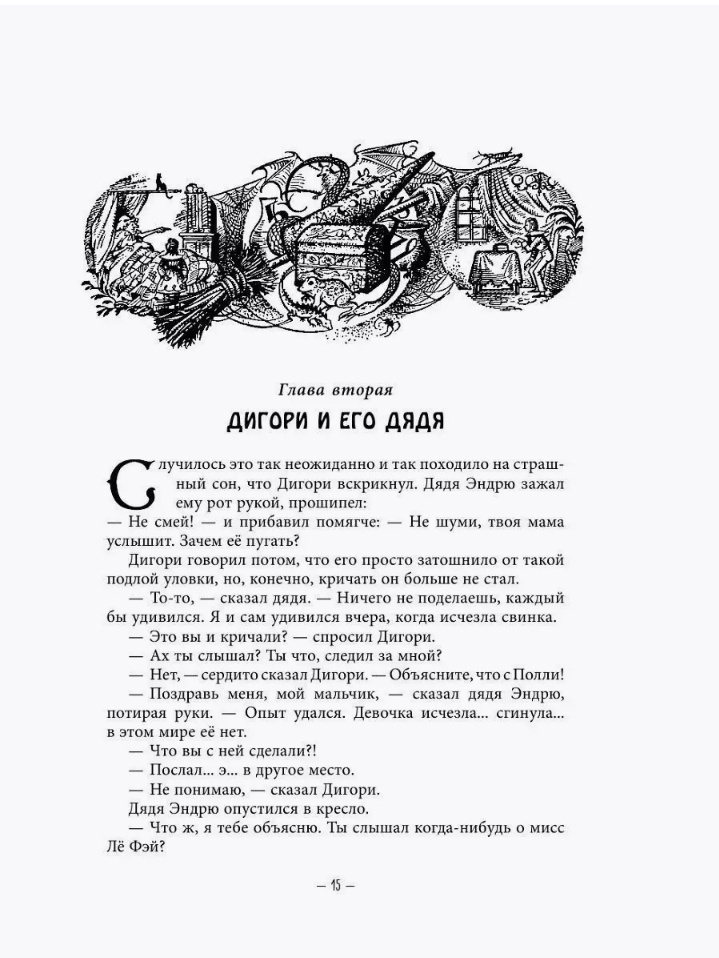 Глава вторая
ДИГОРИ И ЕГО ДЯДЯ
Случилось это так неожиданно и так походило на страш-
ный сон, что Дигори вскрикнул. Дядя Эндрю зажал
ему рот рукой, прошипел:
— Не смей! — и прибавил помягче: — Не шуми, твоя мама
услышит. Зачем её пугать?
Дигори говорил потом, что его просто затошнило от такой
подлой уловки, но, конечно, кричать он больше не стал.
— То-то, — сказал дядя. — Ничего не поделаешь, каждый
бы удивился. Я и сам удивился вчера, когда исчезла свинка.
— Это вы и кричали? — спросил Дигори.
— Ах ты слышал? Ты что, следил за мной?
— Нет, — сердито сказал Дигори. — Объясните, что с Полли!
— Поздравь меня, мой мальчик, — сказал дядя Эндрю,
потирая руки. — Опыт удался. Девочка исчезла... сгинула...
в этом мире её нет.
— Что вы с ней сделали?!
— Послал... э... в другое место.
— Не понимаю, — сказал Дигори.
Дядя Эндрю опустился в кресло.
— Что ж, я тебе объясню. Ты слышал когда-нибудь о мисс
Лё Фэй?
— 15 —